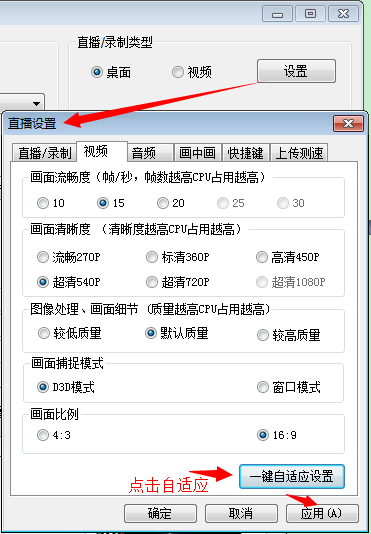 直播/录制类型
桌面 视频 设置
直播设置
直播/录制 视频 音频 画中画 快捷键 上传测速
画面流畅度(帧/秒,帧数越高CPU占用越高)
10 15 20 25 30
画面清晰度 (清晰度越高CPU占用越高)
流畅270P 标清360P 高清450P
超清540P 超清720P 超清1080P
图像处理、画面细节 (质量越高CPU占用越高)
较低质量 默认质量 较高质量
画面捕捉模式
D3D模式 窗口模式
画面比例
4:3 16:9
点击自适应 一键自适应设置
确定 取消 应用(A)